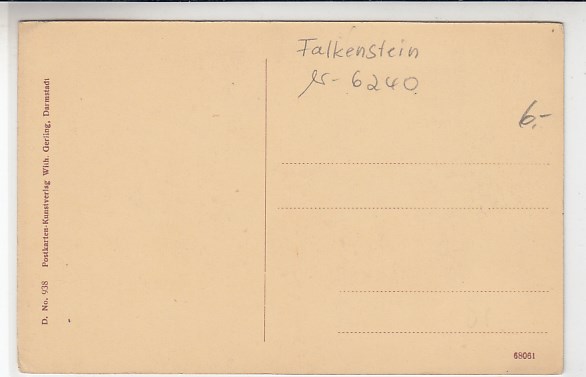 Falkenstein
6240
6.-
D. No. 938 Postkarten-Kunstverlag Wilh. Gerling, Darmstadt
68061